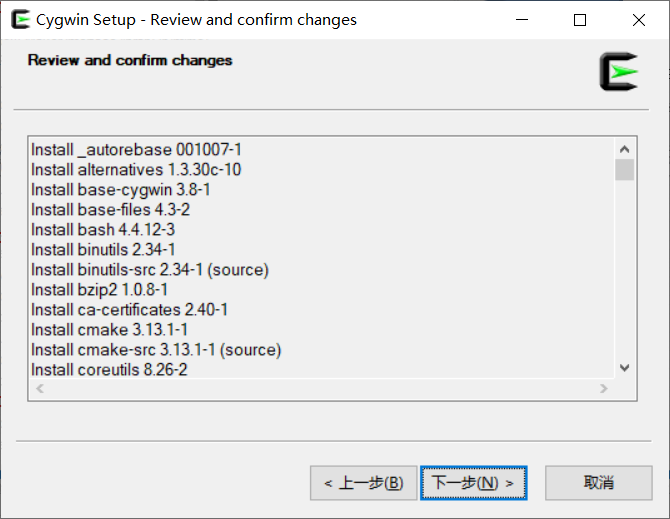 Cygwin Setup - Review and confirm changes
Review and confirm changes
Install _autorebase 001007-1
Install alternatives 1.3.30c-10
Install base-cygwin 3.8-1
Install base-files 4.3-2
Install bash 4.4.12-3
Install binutils 2.34-1
Install binutils-src 2.34-1 (source)
Install bzip2 1.0.8-1
Install ca-certificates 2.40-1
Install cmake 3.13.1-1
Install cmake-src 3.13.1-1 (source)
Install coreutils 8.26-2
< 上一步(B)
下一步(N) >
取消